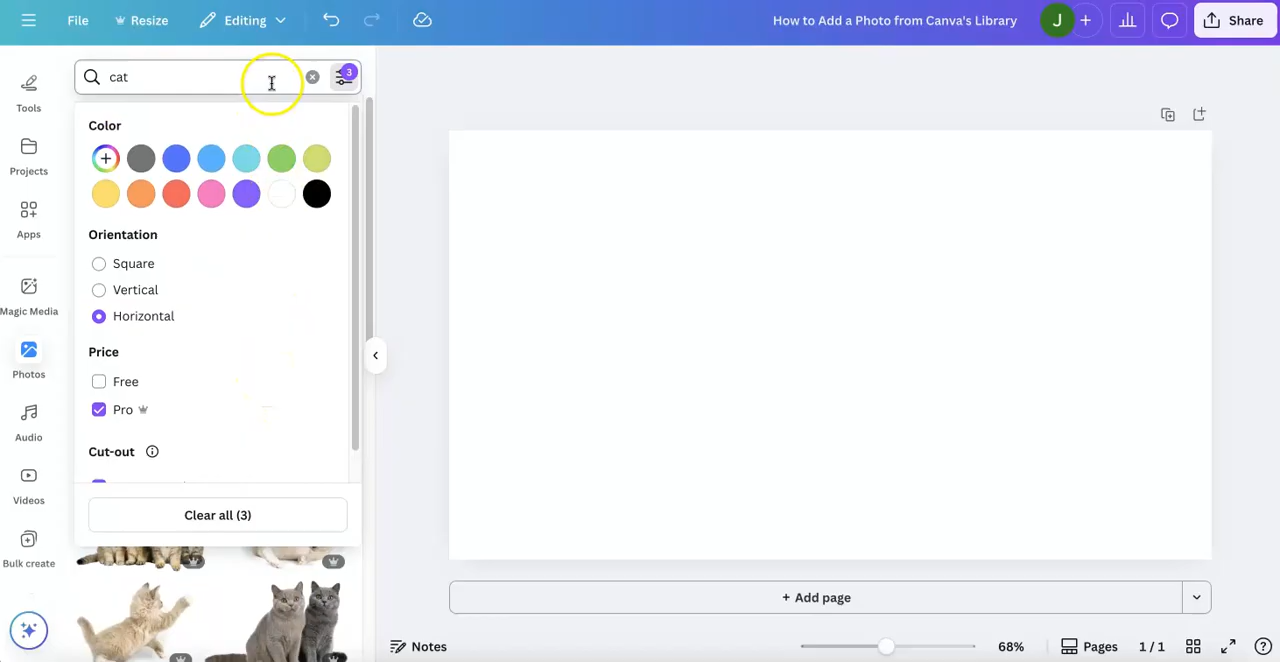 File Resize Editing How to Add a Photo from Canva's Library J + Share
cat 3
Tools
Projects
Apps
Magic Media
Photos
Audio
Videos
Bulk create
Color
Orientation
Square
Vertical
Horizontal
Price
Free
Pro
Cut-out
Clear all (3)
+ Add page
Notes 68% Pages 1 / 1